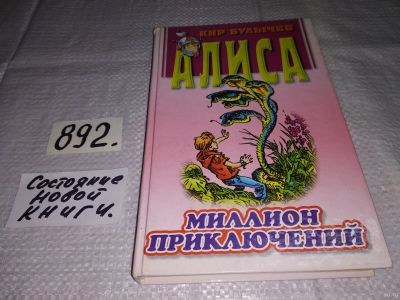 КИР БУЛЫЧЕВ
АЛИСА
892.
Состояние
новой
книги.
МИЛЛИОН
ПРИКЛЮЧЕНИЙ